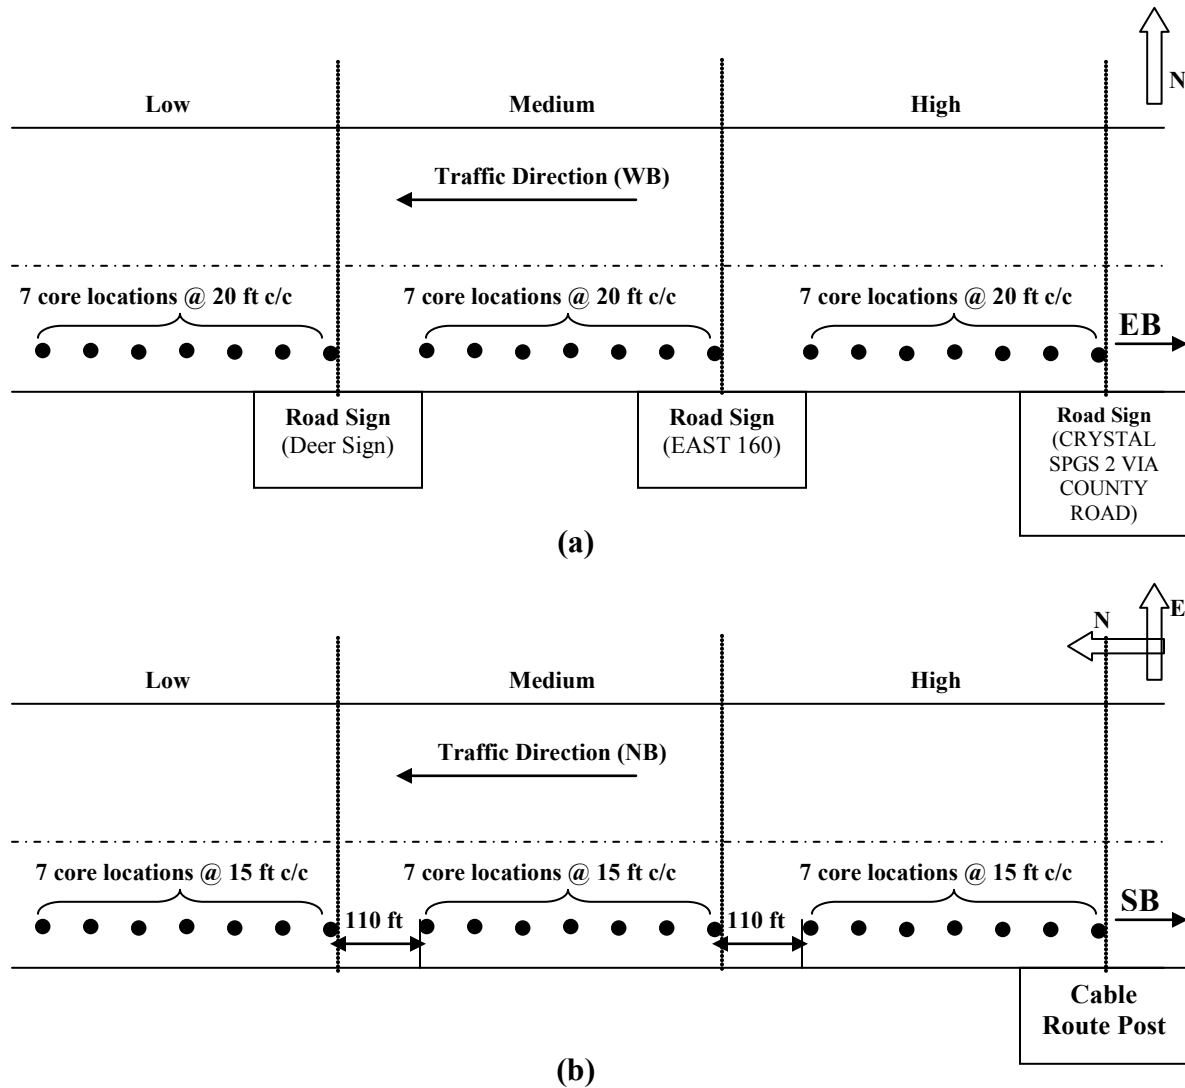 N
Low
Medium
High
Traffic Direction (WB)
7 core locations @ 20 ft c/c
7 core locations @ 20 ft c/c
7 core locations @ 20 ft c/c
EB
Road Sign
(Deer Sign)
Road Sign
(EAST 160)
Road Sign
(CRYSTAL
SPGS 2 VIA
COUNTY
ROAD)
(a)
E
N
Low
Medium
High
Traffic Direction (NB)
7 core locations @ 15 ft c/c
7 core locations @ 15 ft c/c
7 core locations @ 15 ft c/c
SB
110 ft
110 ft
Cable
Route Post
(b)